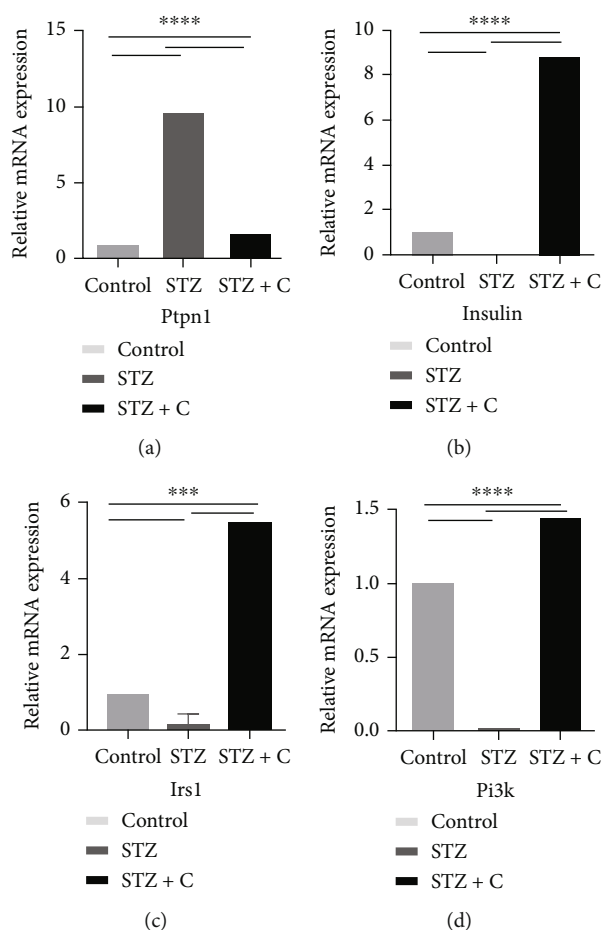 ****
15
10
5
0
Relative mRNA expression
Control STZ STZ + C
Ptpn1
Control
STZ
STZ + C
(a)
****
10
8
6
4
2
0
Relative mRNA expression
Control STZ STZ + C
Insulin
Control
STZ
STZ + C
(b)
***
6
4
2
0
Relative mRNA expression
Control STZ STZ + C
Irs1
Control
STZ
STZ + C
(c)
****
1.5
1.0
0.5
0.0
Relative mRNA expression
Control STZ STZ + C
Pi3k
Control
STZ
STZ + C
(d)